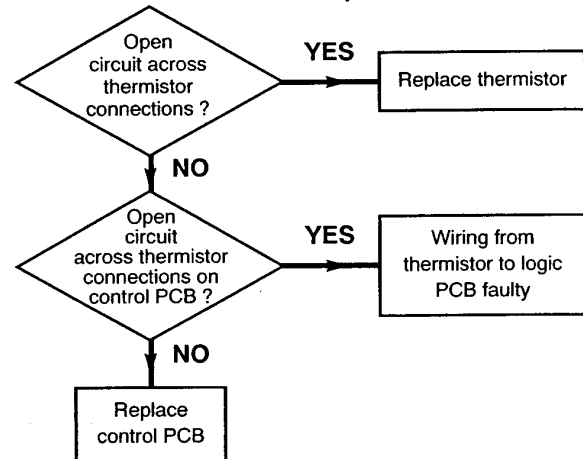 Open
circuit across
thermistor
connections ?
YES
Replace thermistor
NO
Open
circuit
across thermistor
connections on
control PCB ?
YES
Wiring from
thermistor to logic
PCB faulty
NO
Replace
control PCB